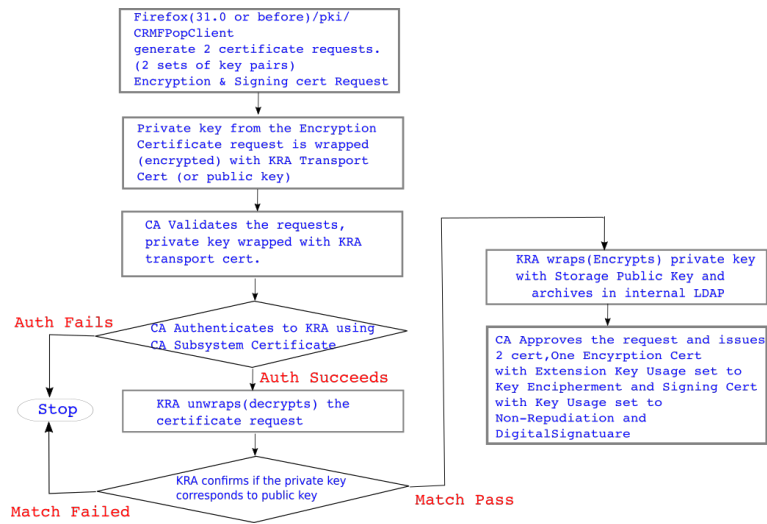 Firefox(31.0 or before)/pki/
CRMFPopClient
generate 2 certificate requests.
(2 sets of key pairs)
Encryption & Signing cert Request
Private key from the Encryption
Certificate request is wrapped
(encrypted) with KRA Transport
Cert (or public key)
CA Validates the requests,
private key wrapped with KRA
transport cert.
Auth Fails
CA Authenticates to KRA using
CA Subsystem Certificate
Auth Succeeds
Stop
KRA unwraps(decrypts) the
certificate request
KRA confirms if the private key
corresponds to public key
Match Failed
Match Pass
KRA wraps(Encrypts) private key
with Storage Public Key and
archives in internal LDAP
CA Approves the request and issues
2 cert,One Encyrption Cert
with Extension Key Usage set to
Key Encipherment and Signing Cert
with Key Usage set to
Non-Repudiation and
DigitalSignatuare